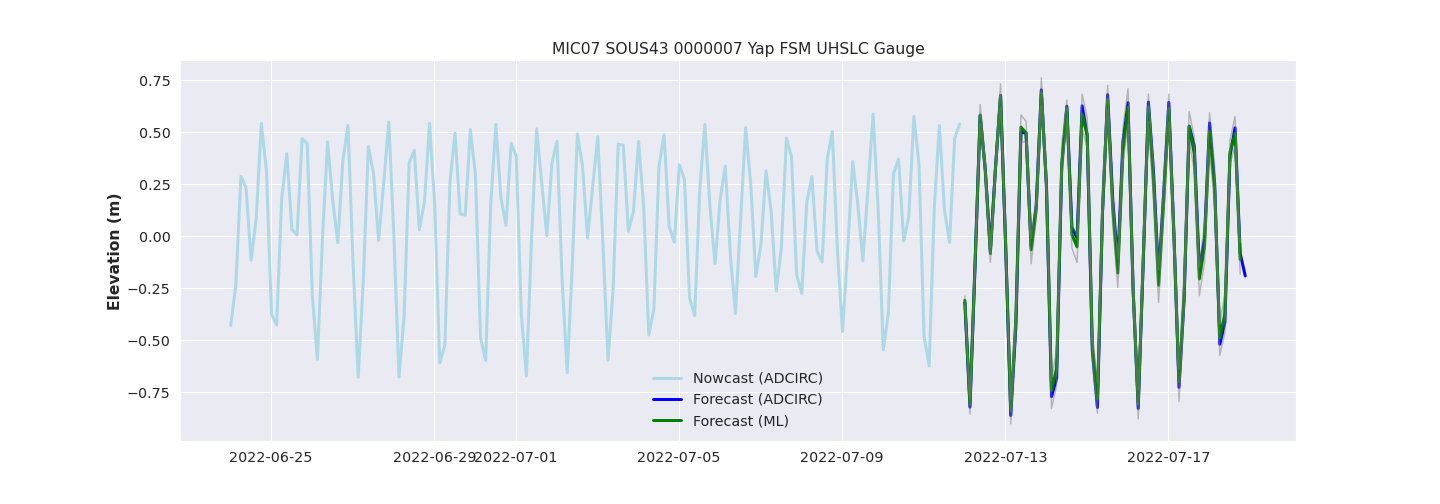 MIC07 SOUS43 0000007 Yap FSM UHSLC Gauge
0.75
0.50
0.25
0.00
−0.25
−0.50
−0.75
Elevation (m)
Nowcast (ADCIRC)
Forecast (ADCIRC)
Forecast (ML)
2022-06-25 2022-06-29 2022-07-01 2022-07-05 2022-07-09 2022-07-13 2022-07-17